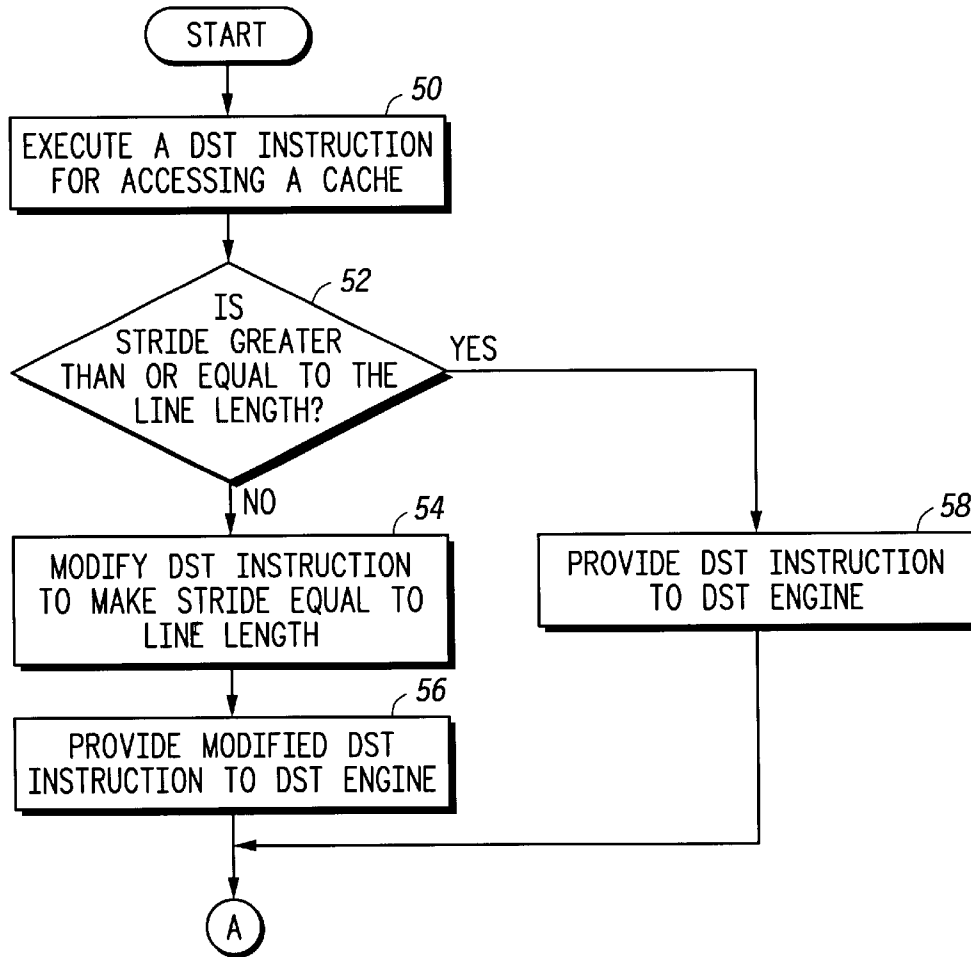 START
50
EXECUTE A DST INSTRUCTION
FOR ACCESSING A CACHE
52
IS
STRIDE GREATER
THAN OR EQUAL TO THE
LINE LENGTH?
YES
NO
54
MODIFY DST INSTRUCTION
TO MAKE STRIDE EQUAL TO
LINE LENGTH
58
PROVIDE DST INSTRUCTION
TO DST ENGINE
56
PROVIDE MODIFIED DST
INSTRUCTION TO DST ENGINE
A